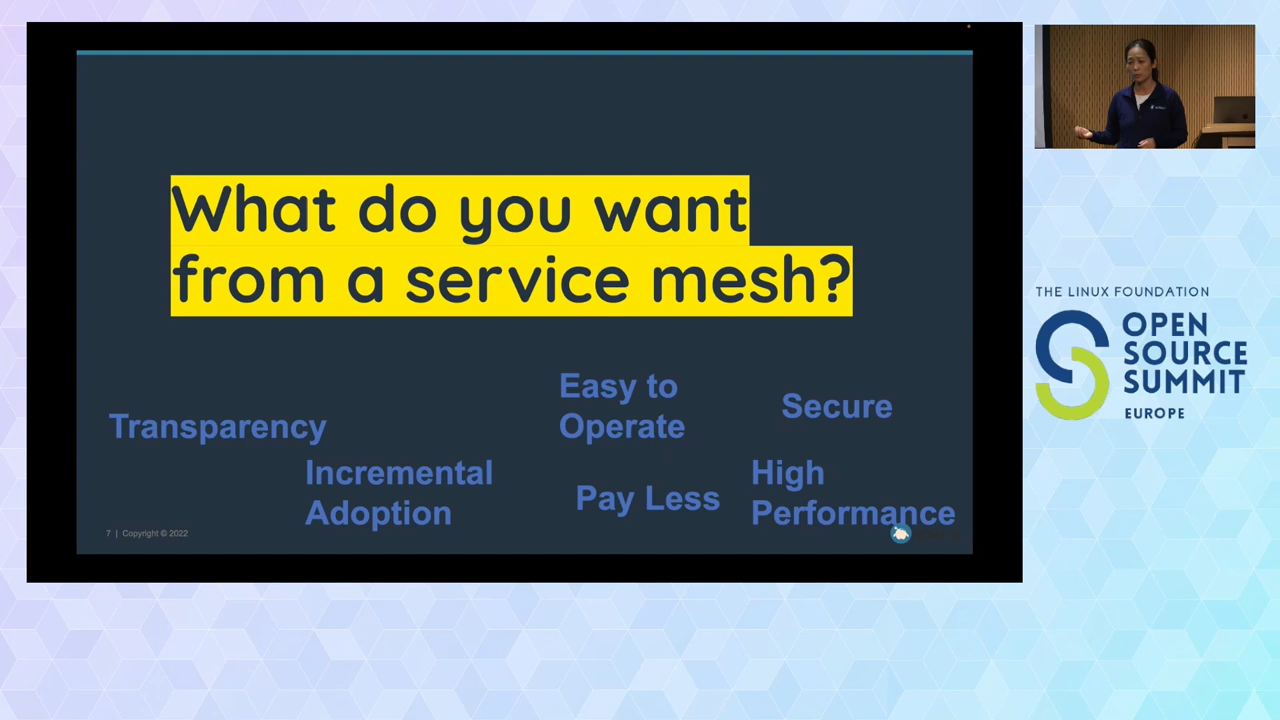 What do you want
from a service mesh?
Transparency
Incremental
Adoption
Easy to
Operate
Pay Less
Secure
High
Performance
7 | Copyright © 2022
THE LINUX FOUNDATION
OPEN
SOURCE
SUMMIT
EUROPE